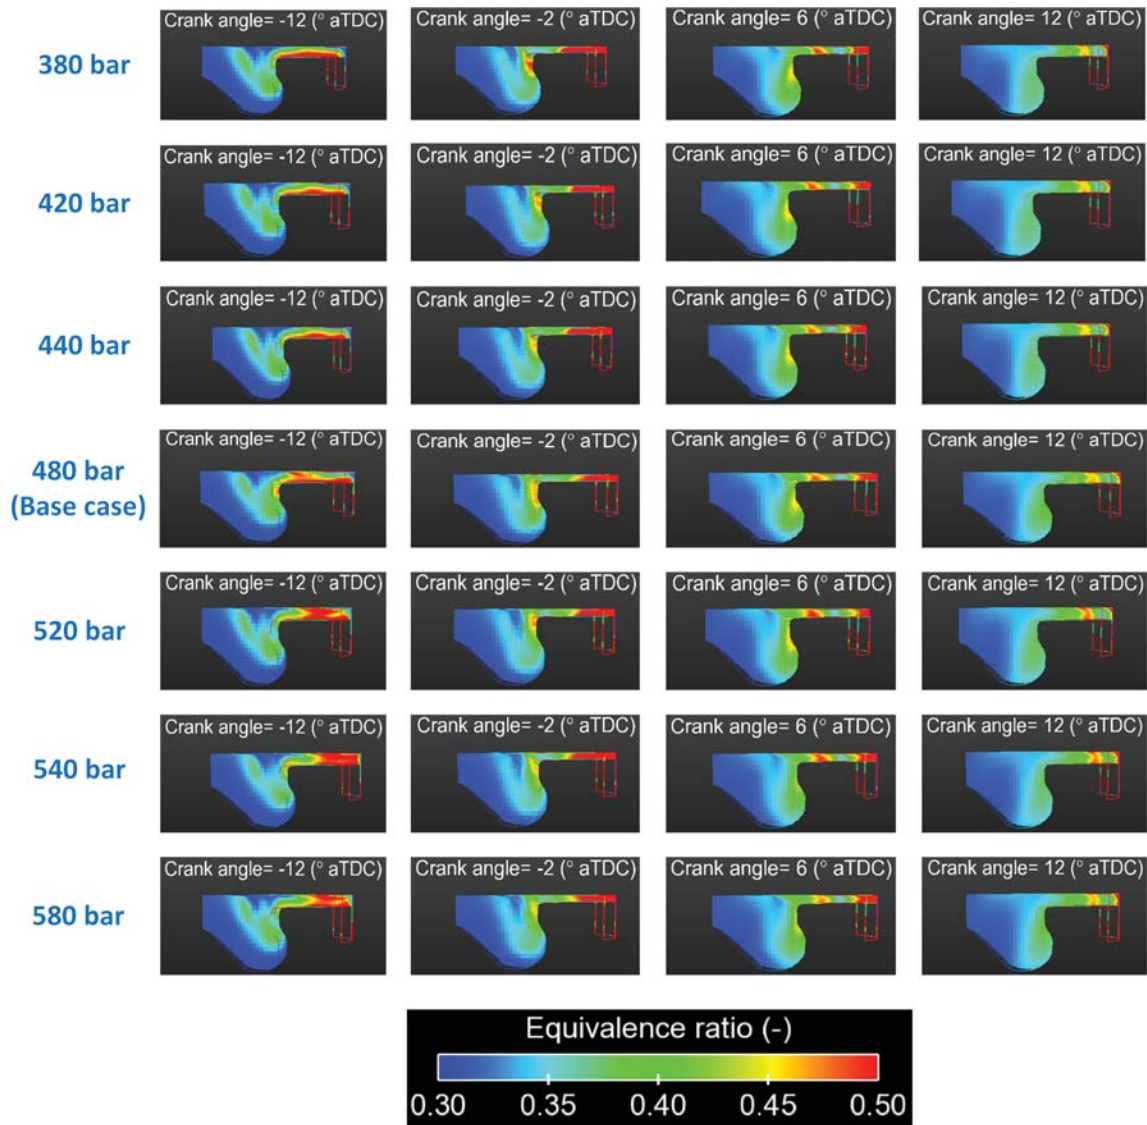 Crank angle= -12 (° aTDC) Crank angle= -2 (° aTDC) Crank angle= 6 (° aTDC) Crank angle= 12 (° aTDC)
380 bar
Crank angle= -12 (° aTDC) Crank angle= -2 (° aTDC) Crank angle= 6 (° aTDC) Crank angle= 12 (° aTDC)
420 bar
Crank angle= -12 (° aTDC) Crank angle= -2 (° aTDC) Crank angle= 6 (° aTDC) Crank angle= 12 (° aTDC)
440 bar
Crank angle= -12 (° aTDC) Crank angle= -2 (° aTDC) Crank angle= 6 (° aTDC) Crank angle= 12 (° aTDC)
480 bar
(Base case)
Crank angle= -12 (° aTDC) Crank angle= -2 (° aTDC) Crank angle= 6 (° aTDC) Crank angle= 12 (° aTDC)
520 bar
Crank angle= -12 (° aTDC) Crank angle= -2 (° aTDC) Crank angle= 6 (° aTDC) Crank angle= 12 (° aTDC)
540 bar
Crank angle= -12 (° aTDC) Crank angle= -2 (° aTDC) Crank angle= 6 (° aTDC) Crank angle= 12 (° aTDC)
580 bar
Equivalence ratio (-)
0.30 0.35 0.40 0.45 0.50